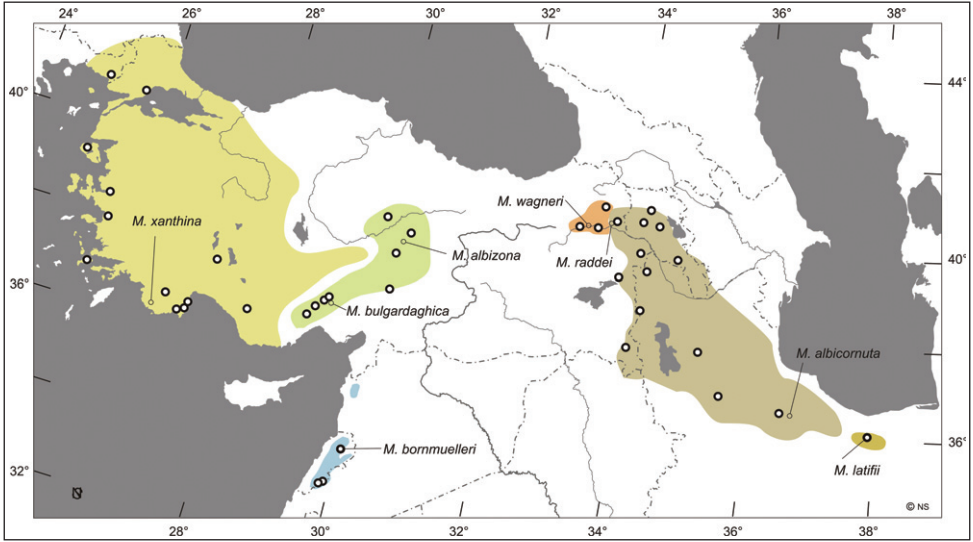 24° 26° 28° 30° 32° 34° 36° 38°
40°
44°
M. wagneri
M. xanthina
M. albizona
M. raddei
40°
36°
M. bulgardaghica
M. albicornuta
M. bornmuelleri
36°
M. latifii
32°
© NS
28° 30° 34° 36° 38°